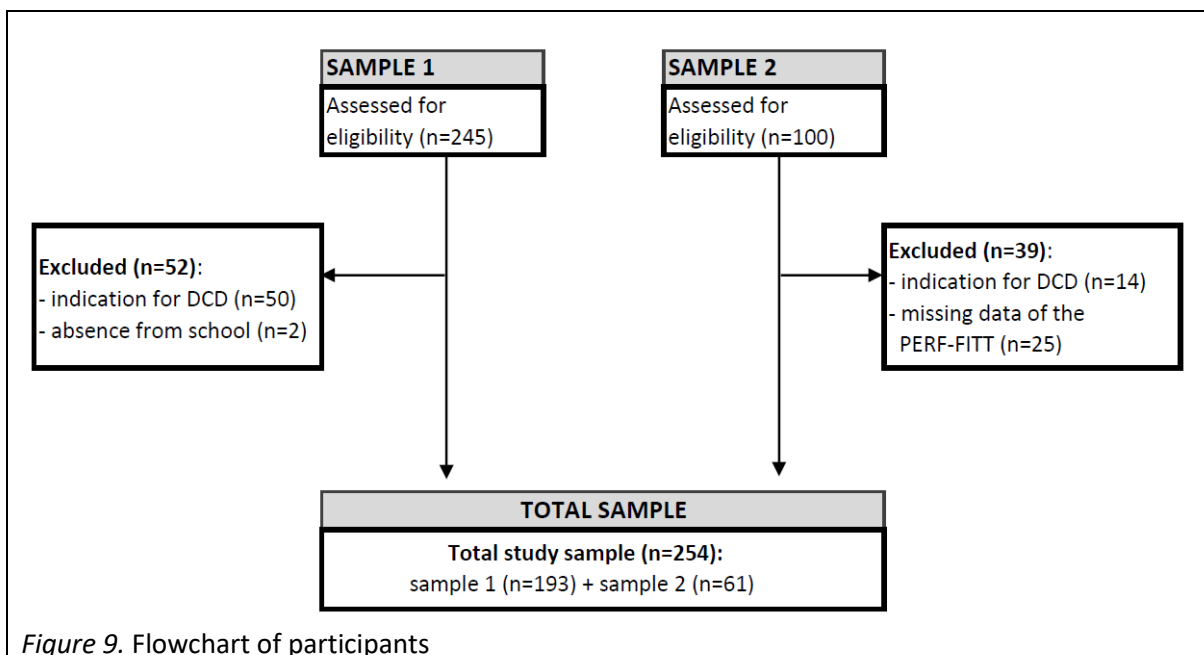 SAMPLE 1
Assessed for
eligibility (n=245)
SAMPLE 2
Assessed for
eligibility (n=100)
Excluded (n=52):
- indication for DCD (n=50)
- absence from school (n=2)
Excluded (n=39):
- indication for DCD (n=14)
- missing data of the
PERF-FITT (n=25)
TOTAL SAMPLE
Total study sample (n=254):
sample 1 (n=193) + sample 2 (n=61)
Figure 9. Flowchart of participants